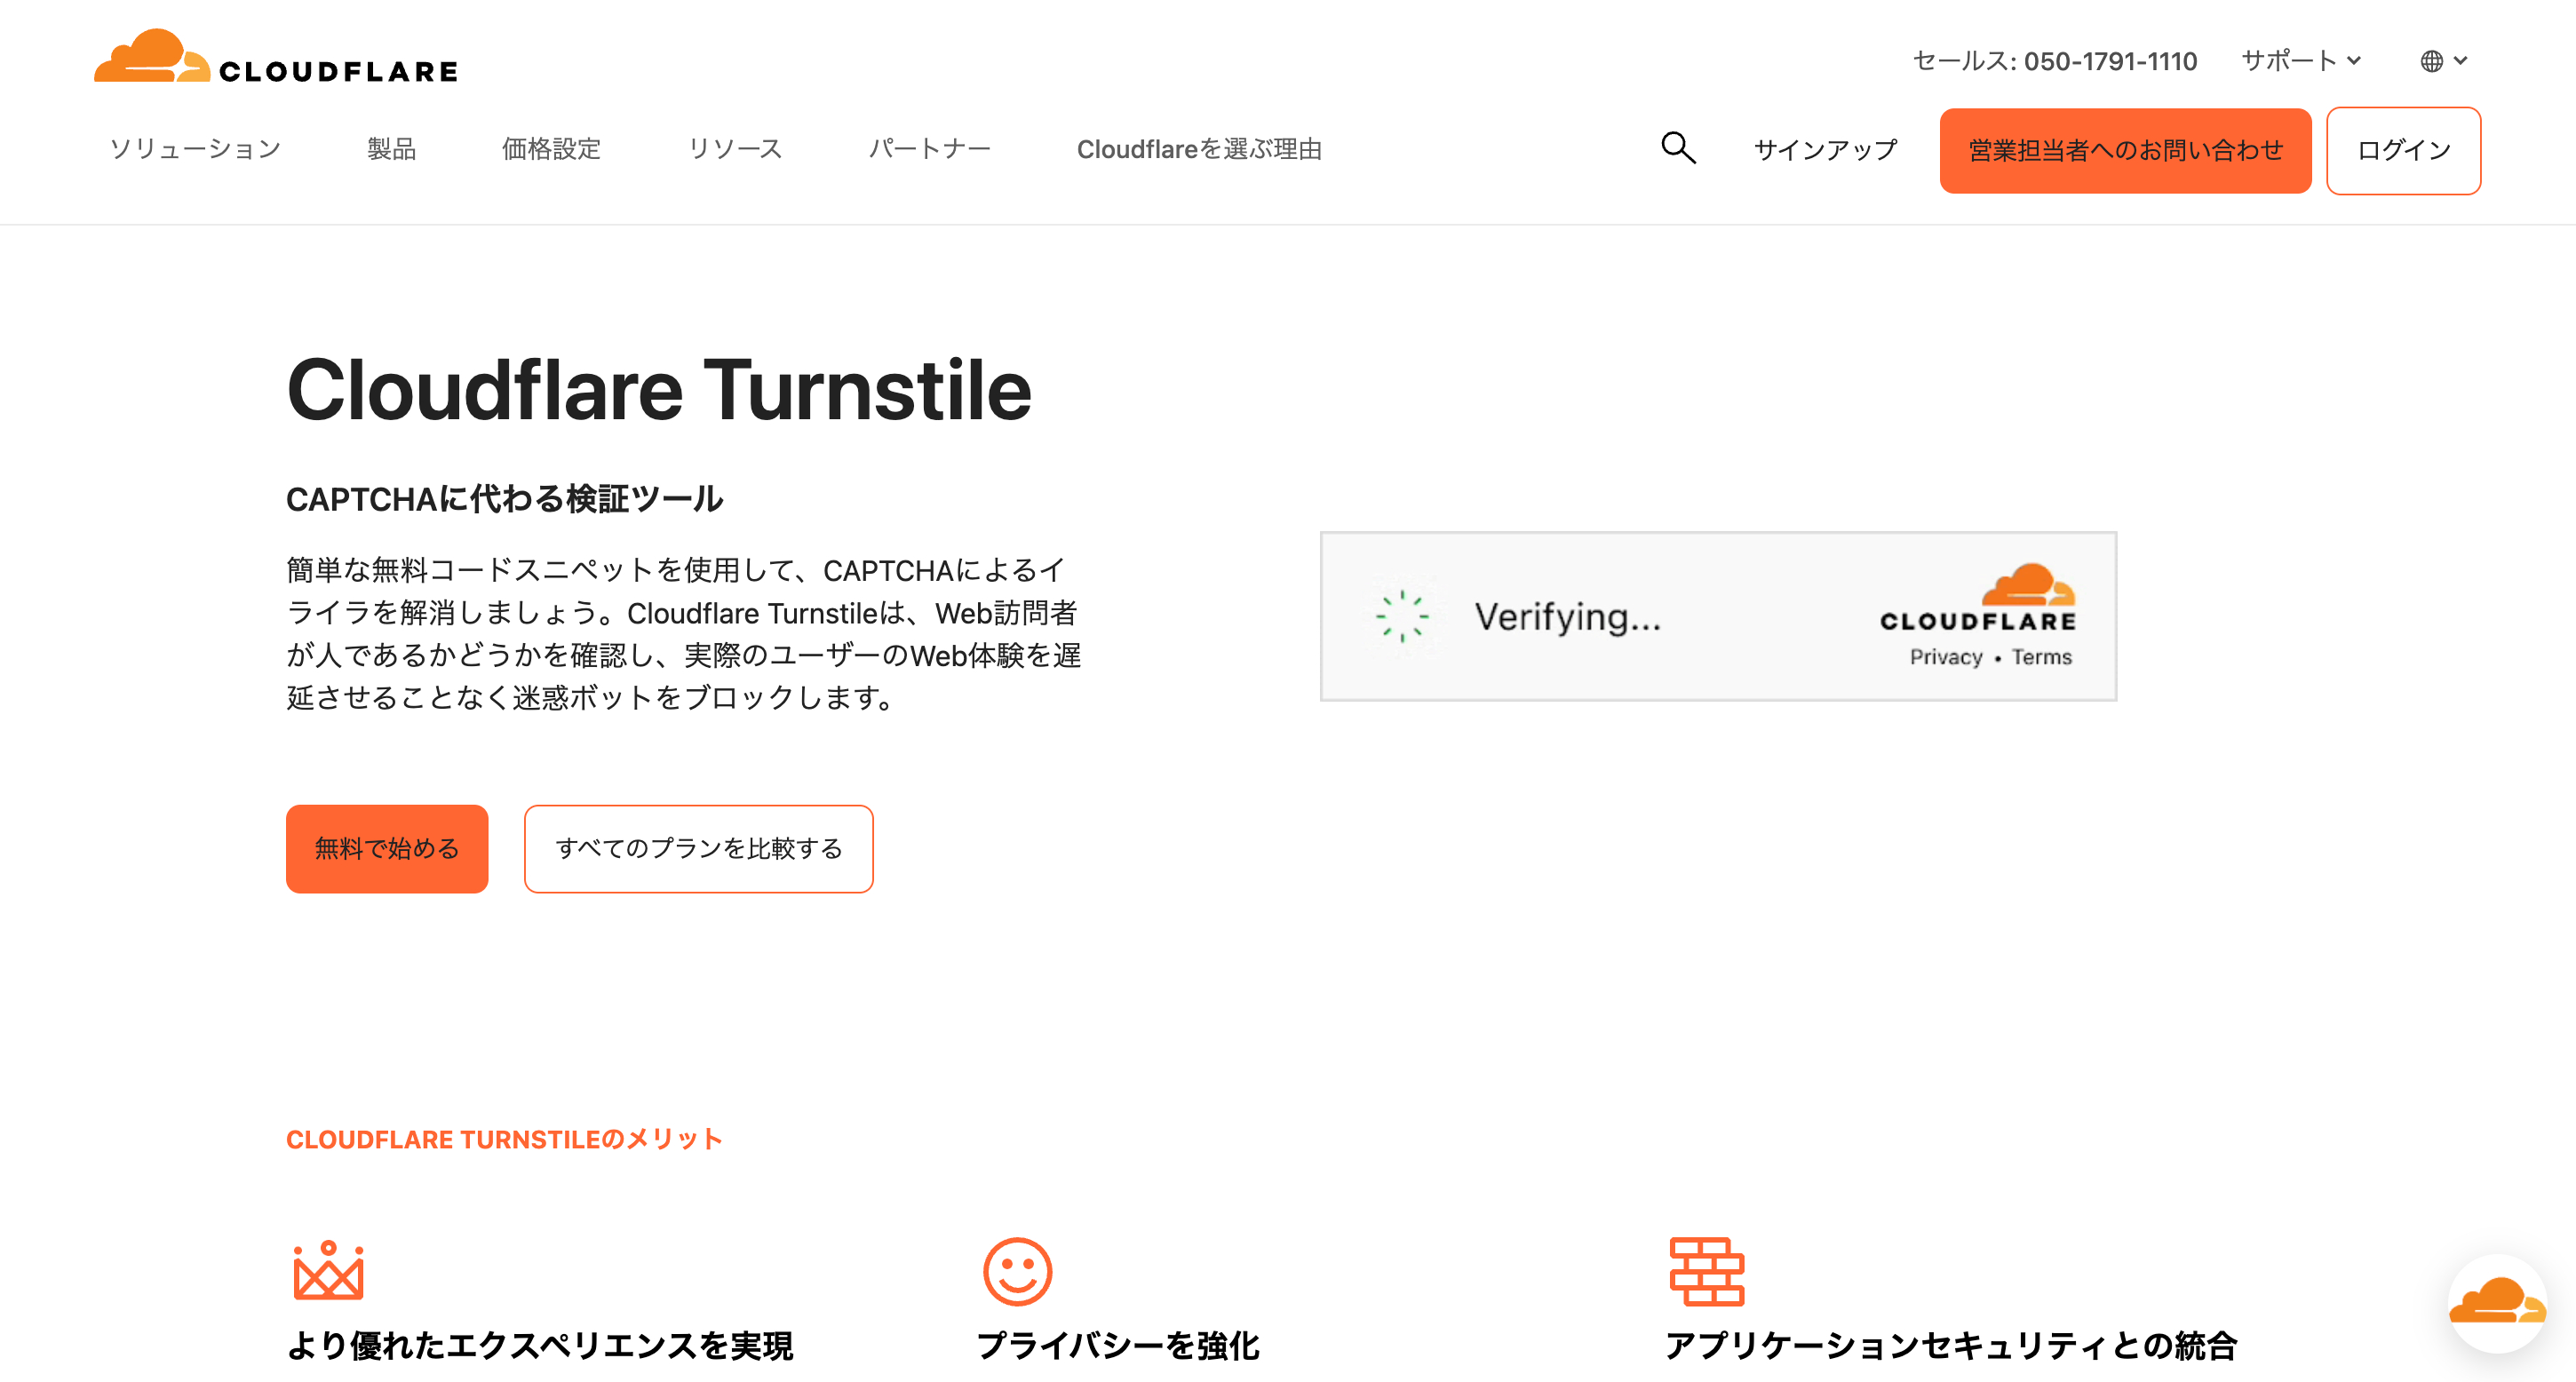 CLOUDFLARE
セールス: 050-1791-1110
サポート
ソリューション
製品
価格設定
リソース
パートナー
Cloudflareを選ぶ理由
サインアップ
営業担当者へのお問い合わせ
ログイン
Cloudflare Turnstile
CAPTCHAに代わる検証ツール
簡単な無料コードスニペットを使用して、CAPTCHAによるイ
ライラを解消しましょう。Cloudflare Turnstileは、Web訪問者
が人であるかどうかを確認し、実際のユーザーのWeb体験を遅
延させることなく迷惑ボットをブロックします。
無料で始める
すべてのプランを比較する
Verifying...
CLOUDFLARE
Privacy • Terms
CLOUDFLARE TURNSTILEのメリット
より優れたエクスペリエンスを実現
プライバシーを強化
アプリケーションセキュリティとの統合